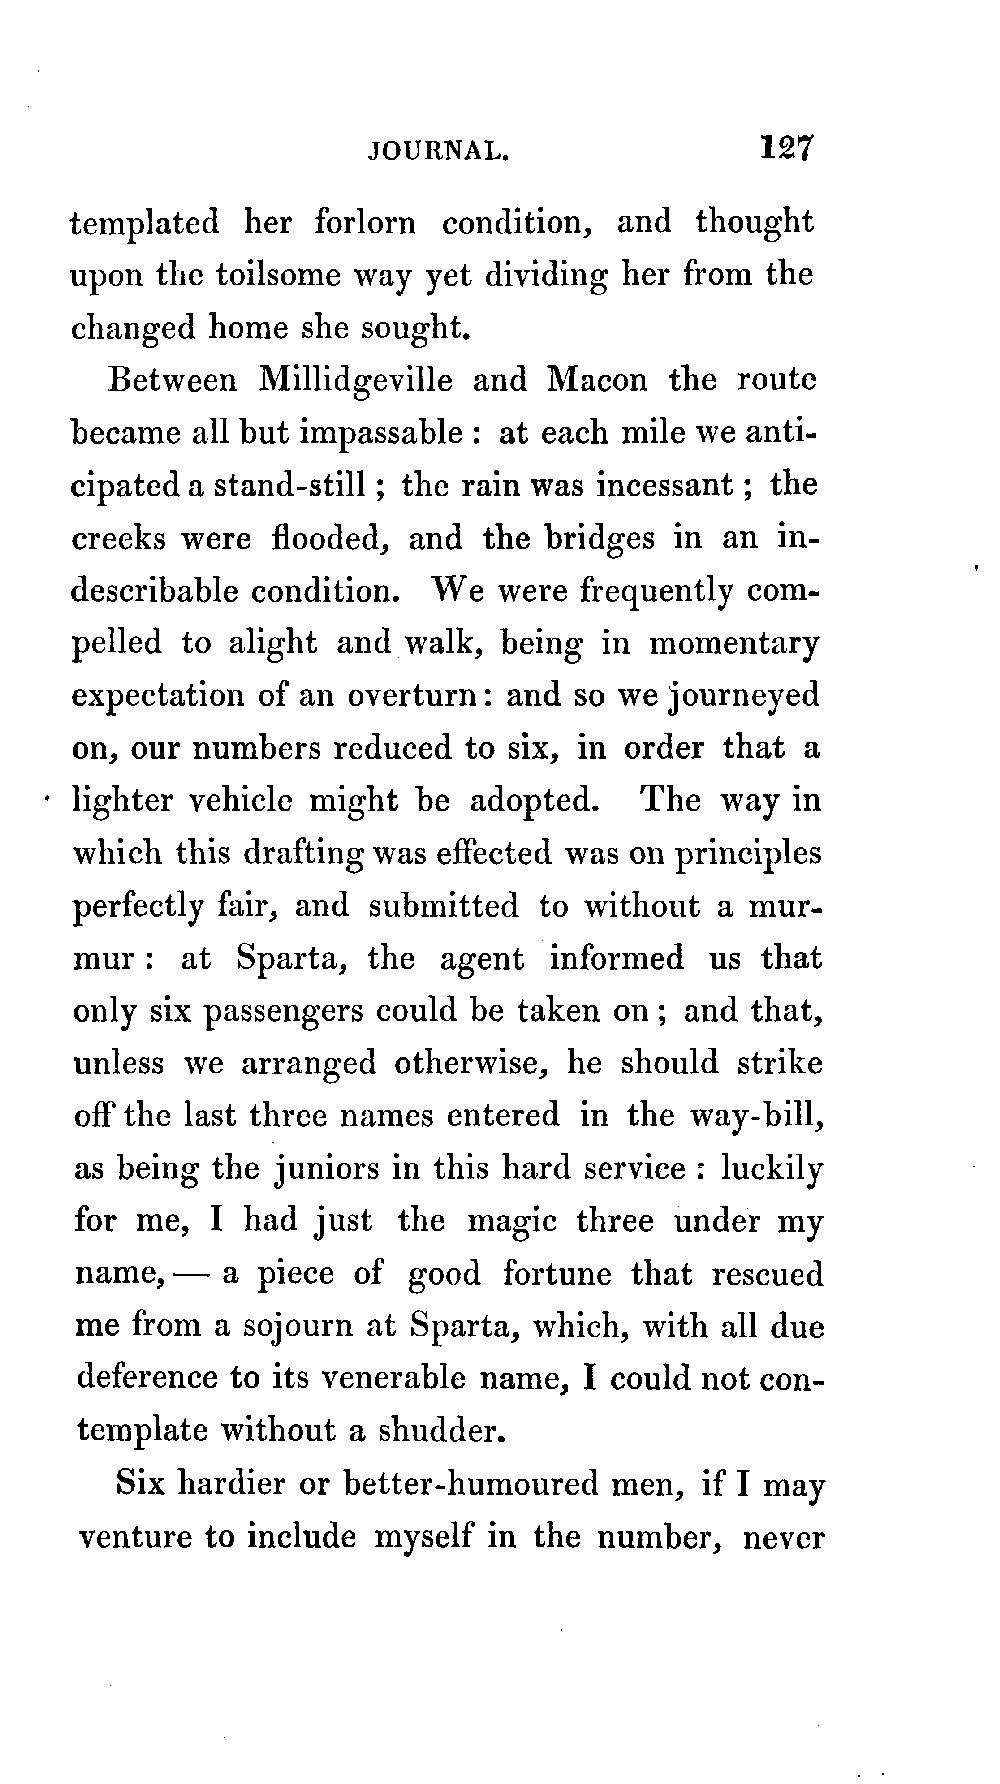 JOURNAL. 127
templated her forlorn condition, and thought
upon the toilsome way yet dividing her from the
changed home she sought.
Between Millidgeville and Macon the route
became all but impassable : at each mile we anti-
cipated a stand-still ; the rain was incessant ; the
creeks were flooded, and the bridges in an in-
describable condition. We were frequently com-
pelled to alight and walk, being in momentary
expectation of an overturn : and so we journeyed
on, our numbers reduced to six, in order that a
lighter vehicle might be adopted. The way in
which this drafting was effected was on principles
perfectly fair, and submitted to without a mur-
mur : at Sparta, the agent informed us that
only six passengers could be taken on ; and that,
unless we arranged otherwise, he should strike
off the last three names entered in the way-bill,
as being the juniors in this hard service : luckily
for me, I had just the magic three under my
name, — a piece of good fortune that rescued
me from a sojourn at Sparta, which, with all due
deference to its venerable name, I could not con-
template without a shudder.
Six hardier or better-humoured men, if I may
venture to include myself in the number, never